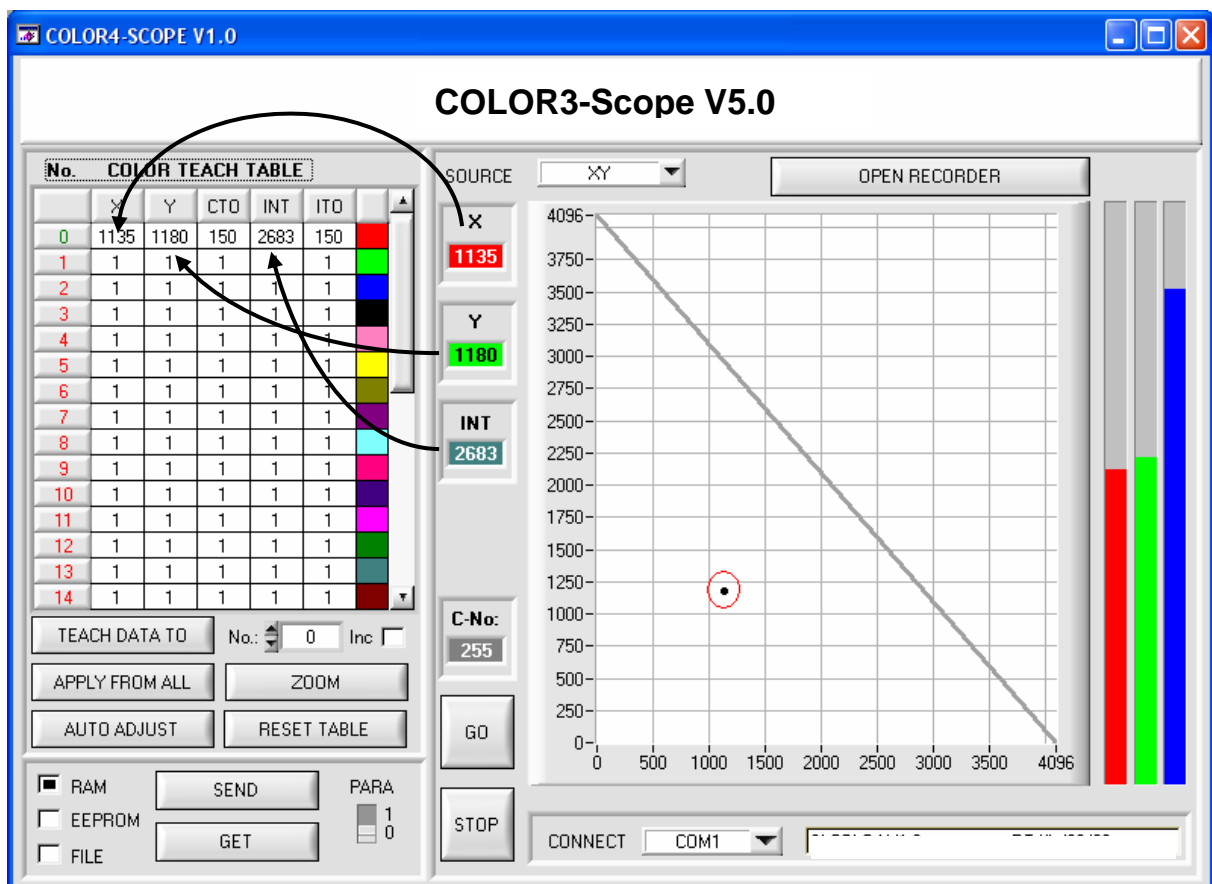 COLOR4-SCOPE V1.0
COLOR3-Scope V5.0
No. COLOR TEACH TABLE
X Y CTO INT ITO
0 1135 1180 150 2683 150
1 1 1 1 1 1
2 1 1 1 1 1
3 1 1 1 1 1
4 1 1 1 1 1
5 1 1 1 1 1
6 1 1 1 1 1
7 1 1 1 1 1
8 1 1 1 1 1
9 1 1 1 1 1
10 1 1 1 1 1
11 1 1 1 1 1
12 1 1 1 1 1
13 1 1 1 1 1
14 1 1 1 1 1
TEACH DATA TO No.: 0 Inc
APPLY FROM ALL ZOOM
AUTO ADJUST RESET TABLE
RAM
EEPROM
FILE
SEND
GET
PARA
1
0
SOURCE XY OPEN RECORDER
X
1135
Y
1180
INT
2683
C-No:
255
GO
STOP
4096
3750
3500
3250
3000
2750
2500
2250
2000
1750
1500
1250
1000
750
500
250
0
0 500 1000 1500 2000 2500 3000 3500 4096
CONNECT COM1